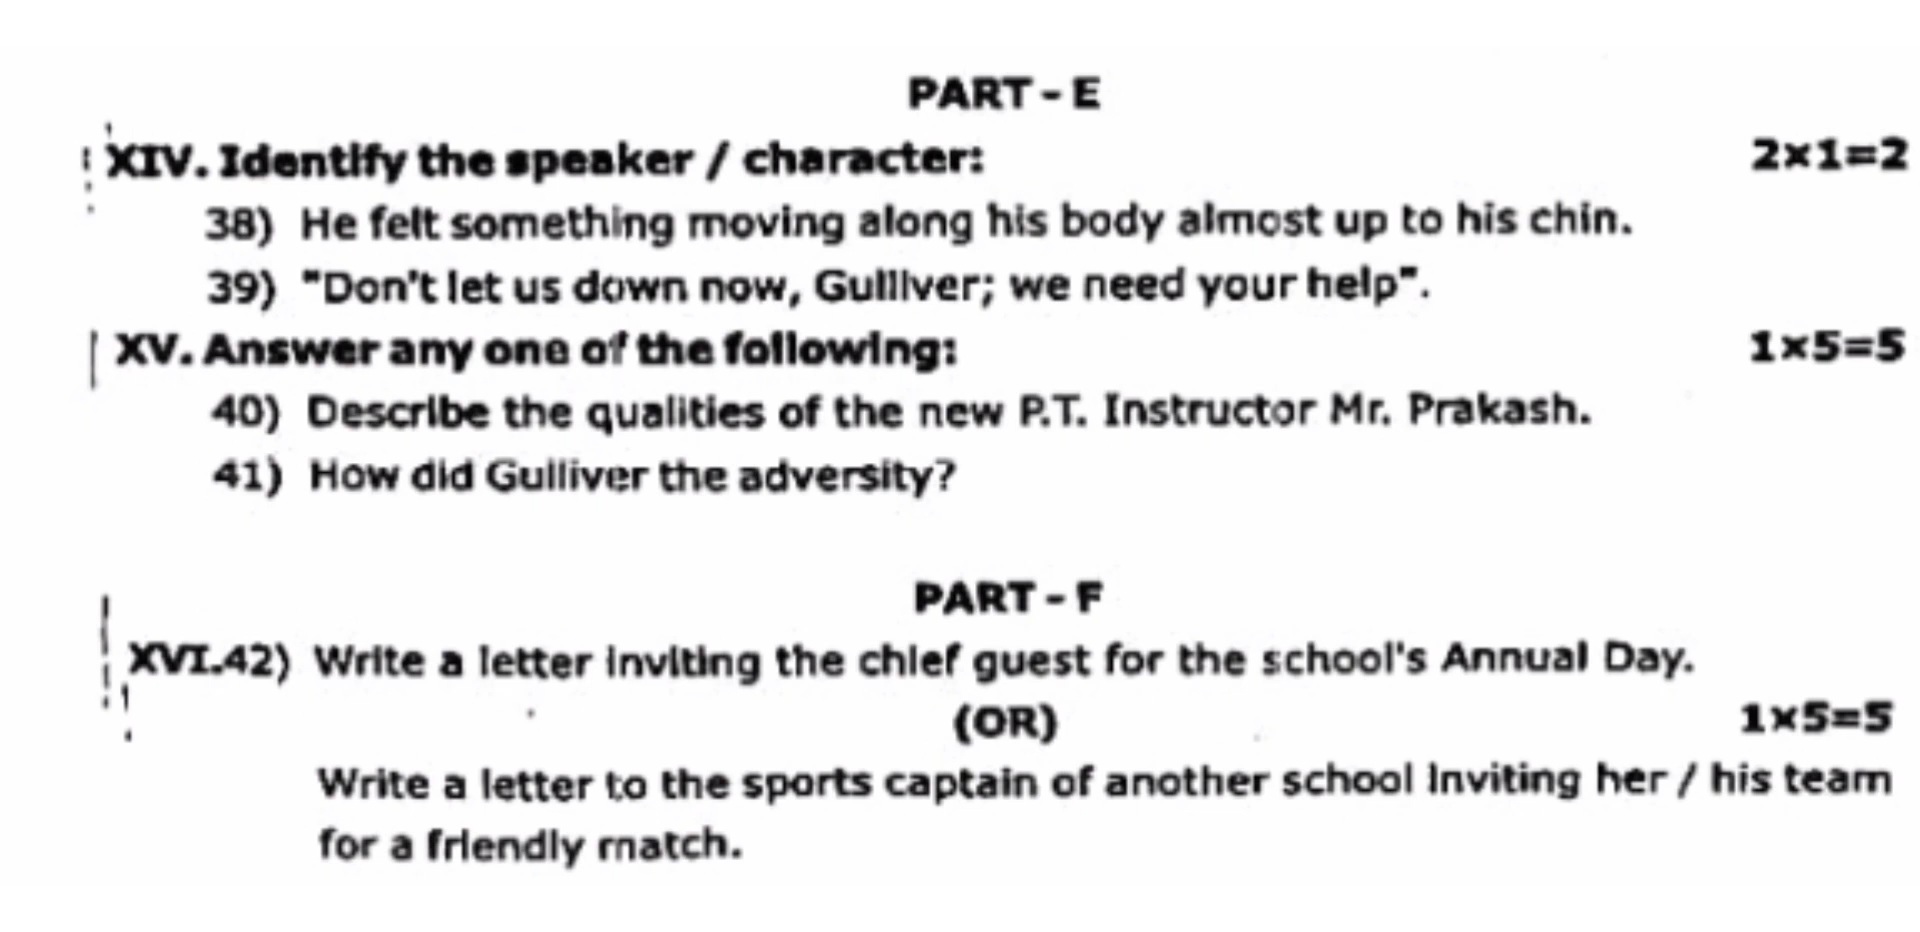 PART - E
XIV. Identify the speaker / character: 2×1=2
38) He felt something moving along his body almost up to his chin.
39) "Don't let us down now, Gulliver; we need your help".
XV. Answer any one of the following: 1×5=5
40) Describe the qualities of the new P.T. Instructor Mr. Prakash.
41) How did Gulliver the adversity?
PART - F
XVI.42) Write a letter inviting the chief guest for the school's Annual Day.
(OR) 1×5=5
Write a letter to the sports captain of another school inviting her / his team
for a friendly match.